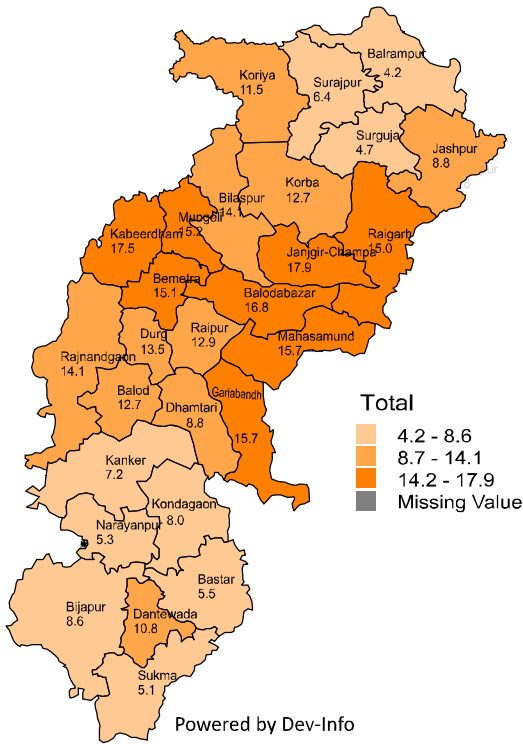 Balrampur
4.2
Koriya
11.5
Surajpur
6.4
Surguja
4.7
Jashpur
8.8
Korba
12.7
Bilaspur
14.1
Mungeli
15.2
Kabeerdham
17.5
Raigarh
15.0
Janjgir-Champa
17.9
Bemetra
15.1
Balodabazar
16.8
Raipur
12.9
Durg
13.5
Mahasamund
15.7
Rajnandgaon
14.1
Balod
12.7
Dhamtari
8.8
Gariabandh
15.7
Total
4.2 - 8.6
8.7 - 14.1
14.2 - 17.9
Missing Value
Kanker
7.2
Kondagaon
8.0
Narayanpur
5.3
Bastar
5.5
Bijapur
8.6
Dantewada
10.8
Sukma
5.1
Powered by Dev-Info